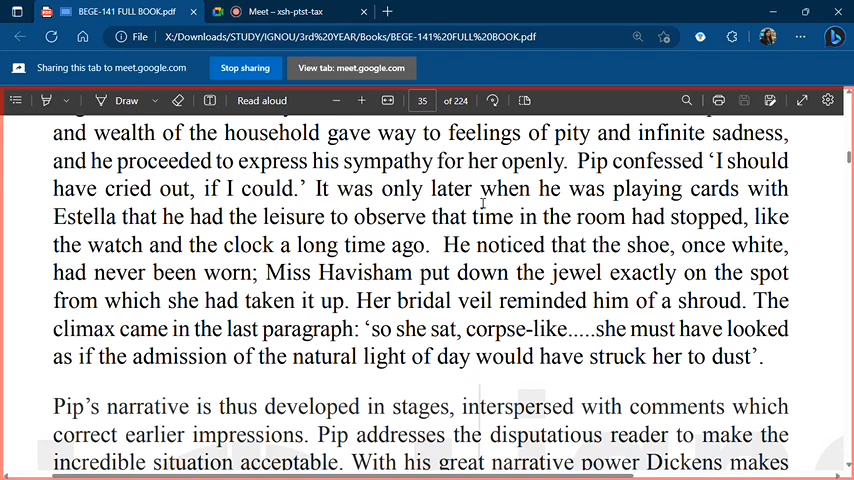 BEGE-141 FULL BOOK.pdf
Meet – xsh-ptst-tax
File X:/Downloads/STUDY/IGNOU/3rd%20YEAR/Books/BEGE-141%20FULL%20BOOK.pdf
Sharing this tab to meet.google.com Stop sharing View tab: meet.google.com
Draw Read aloud 35 of 224
and wealth of the household gave way to feelings of pity and infinite sadness,
and he proceeded to express his sympathy for her openly. Pip confessed ‘I should
have cried out, if I could.’ It was only later when he was playing cards with
Estella that he had the leisure to observe that time in the room had stopped, like
the watch and the clock a long time ago. He noticed that the shoe, once white,
had never been worn; Miss Havisham put down the jewel exactly on the spot
from which she had taken it up. Her bridal veil reminded him of a shroud. The
climax came in the last paragraph: ‘so she sat, corpse-like.....she must have looked
as if the admission of the natural light of day would have struck her to dust’.
Pip’s narrative is thus developed in stages, interspersed with comments which
correct earlier impressions. Pip addresses the disputatious reader to make the
incredible situation acceptable. With his great narrative power Dickens makes